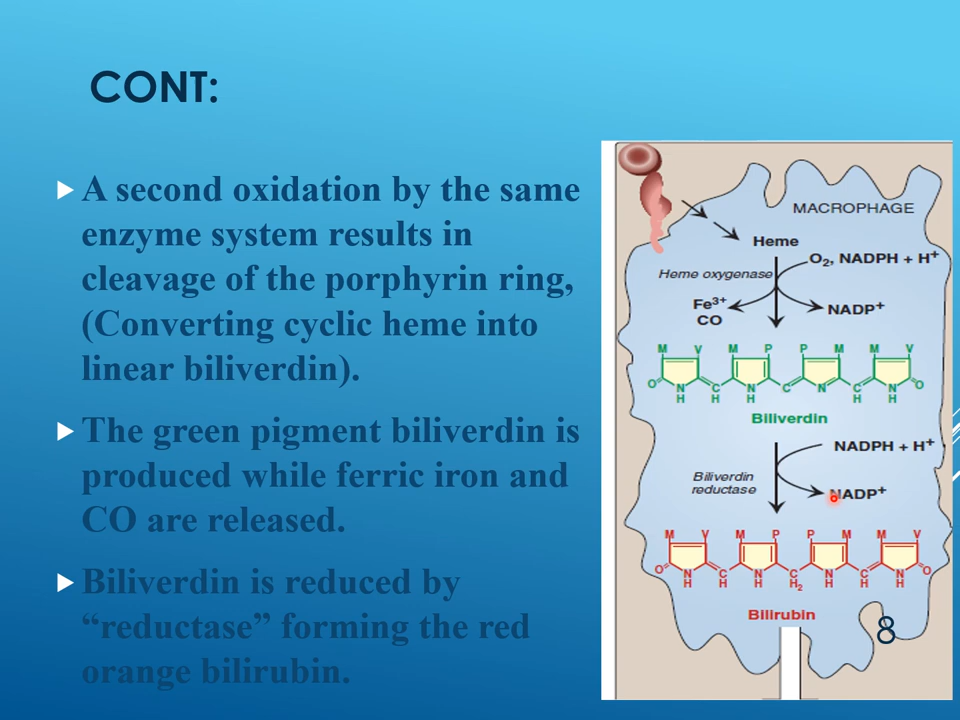 CONT:
A second oxidation by the same
enzyme system results in
cleavage of the porphyrin ring,
(Converting cyclic heme into
linear biliverdin).
The green pigment biliverdin is
produced while ferric iron and
CO are released.
Biliverdin is reduced by
“reductase” forming the red
orange bilirubin.
MACROPHAGE
Heme
O2, NADPH + H+
Heme oxygenase
Fe3+
CO
NADP+
M V M P P M M V
O N H C H N H C N C H N H O
Biliverdin
NADPH + H+
Biliverdin
reductase
NADP+
M V M P P M M V
O N H C H N H C H2 N H C H N H O
Bilirubin
8